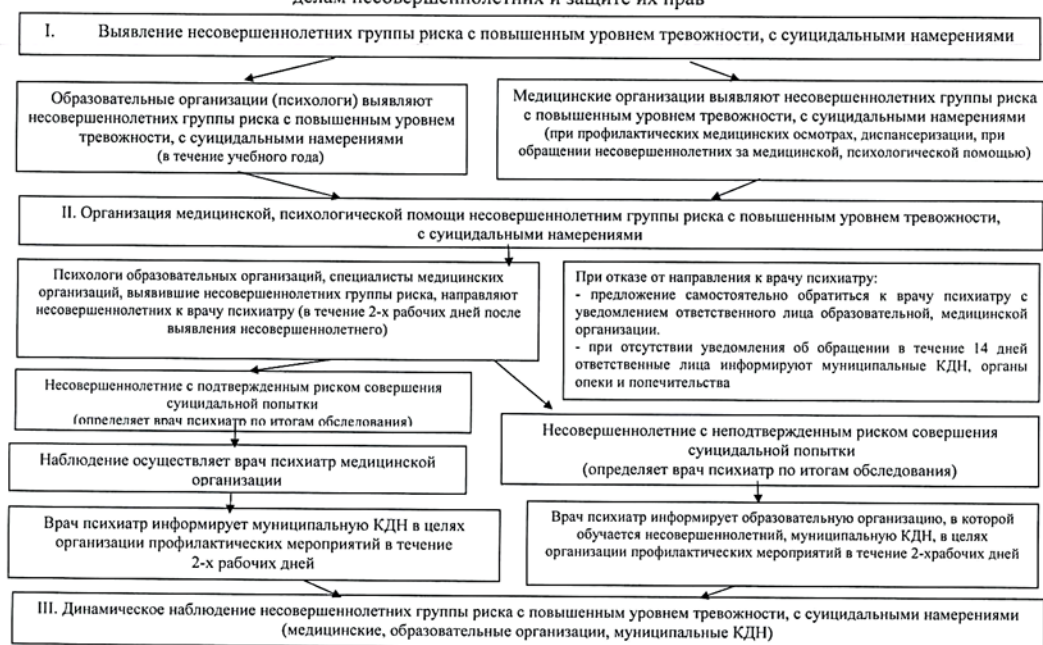 делам несовершеннолетних и защите их прав
I. Выявление несовершеннолетних группы риска с повышенным уровнем тревожности, с суицидальными намерениями
Образовательные организации (психологи) выявляют
несовершеннолетних группы риска с повышенным уровнем
тревожности, с суицидальными намерениями
(в течение учебного года)
Медицинские организации выявляют несовершеннолетних группы риска
с повышенным уровнем тревожности, с суицидальными намерениями
(при профилактических медицинских осмотрах, диспансеризации, при
обращении несовершеннолетних за медицинской, психологической помощью)
II. Организация медицинской, психологической помощи несовершеннолетним группы риска с повышенным уровнем тревожности,
с суицидальными намерениями
Психологи образовательных организаций, специалисты медицинских
организаций, выявившие несовершеннолетних группы риска, направляют
несовершеннолетних к врачу психиатру (в течение 2-х рабочих дней после
выявления несовершеннолетнего)
При отказе от направления к врачу психиатру:
- предложение самостоятельно обратиться к врачу психиатру с
уведомлением ответственного лица образовательной, медицинской
организации.
- при отсутствии уведомления об обращении в течение 14 дней
ответственные лица информируют муниципальные КДН, органы
опеки и попечительства
Несовершеннолетние с подтвержденным риском совершения
суицидальной попытки
(определяет врач психиатр по итогам обследования)
Несовершеннолетние с неподтвержденным риском совершения
суицидальной попытки
(определяет врач психиатр по итогам обследования)
Наблюдение осуществляет врач психиатр медицинской
организации
Врач психиатр информирует муниципальную КДН в целях
организации профилактических мероприятий в течение
2-х рабочих дней
Врач психиатр информирует образовательную организацию, в которой
обучается несовершеннолетний, муниципальную КДН, в целях
организации профилактических мероприятий в течение 2-храбочих дней
III. Динамическое наблюдение несовершеннолетних группы риска с повышенным уровнем тревожности, с суицидальными намерениями
(медицинские, образовательные организации, муниципальные КДН)